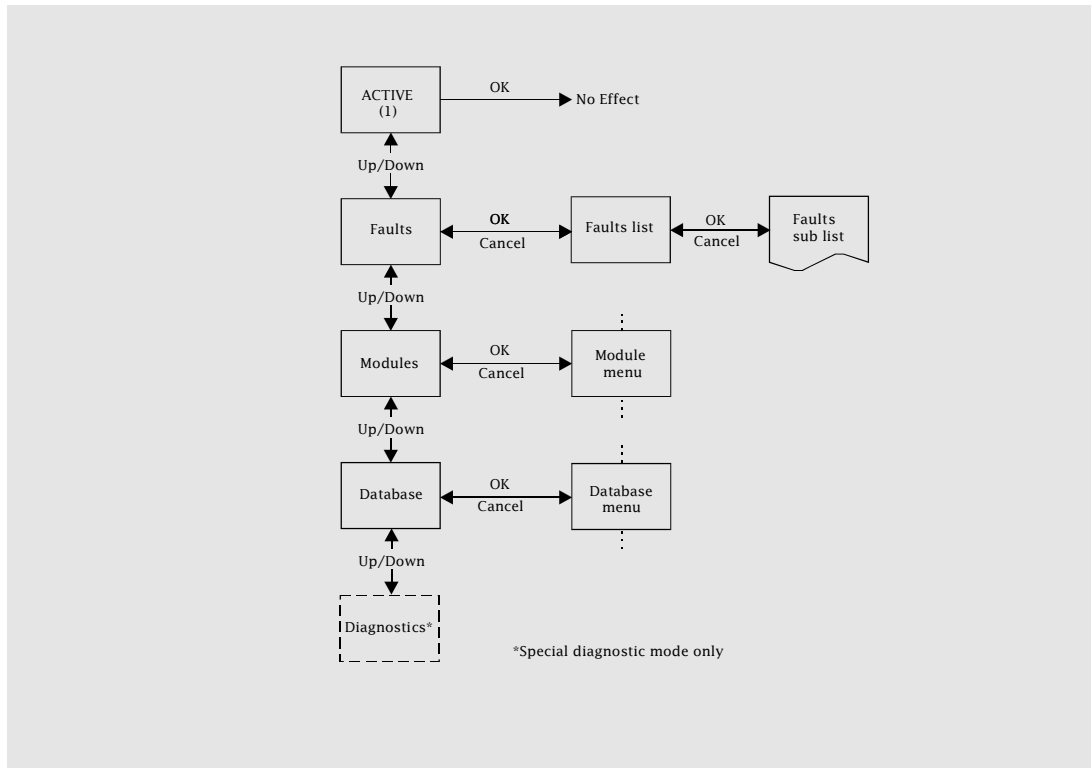 ACTIVE
(1)
OK
No Effect
Up/Down
Faults
OK
Cancel
Faults list
OK
Cancel
Faults
sub list
Up/Down
Modules
OK
Cancel
Module
menu
Up/Down
Database
OK
Cancel
Database
menu
Up/Down
Diagnostics*
*Special diagnostic mode only